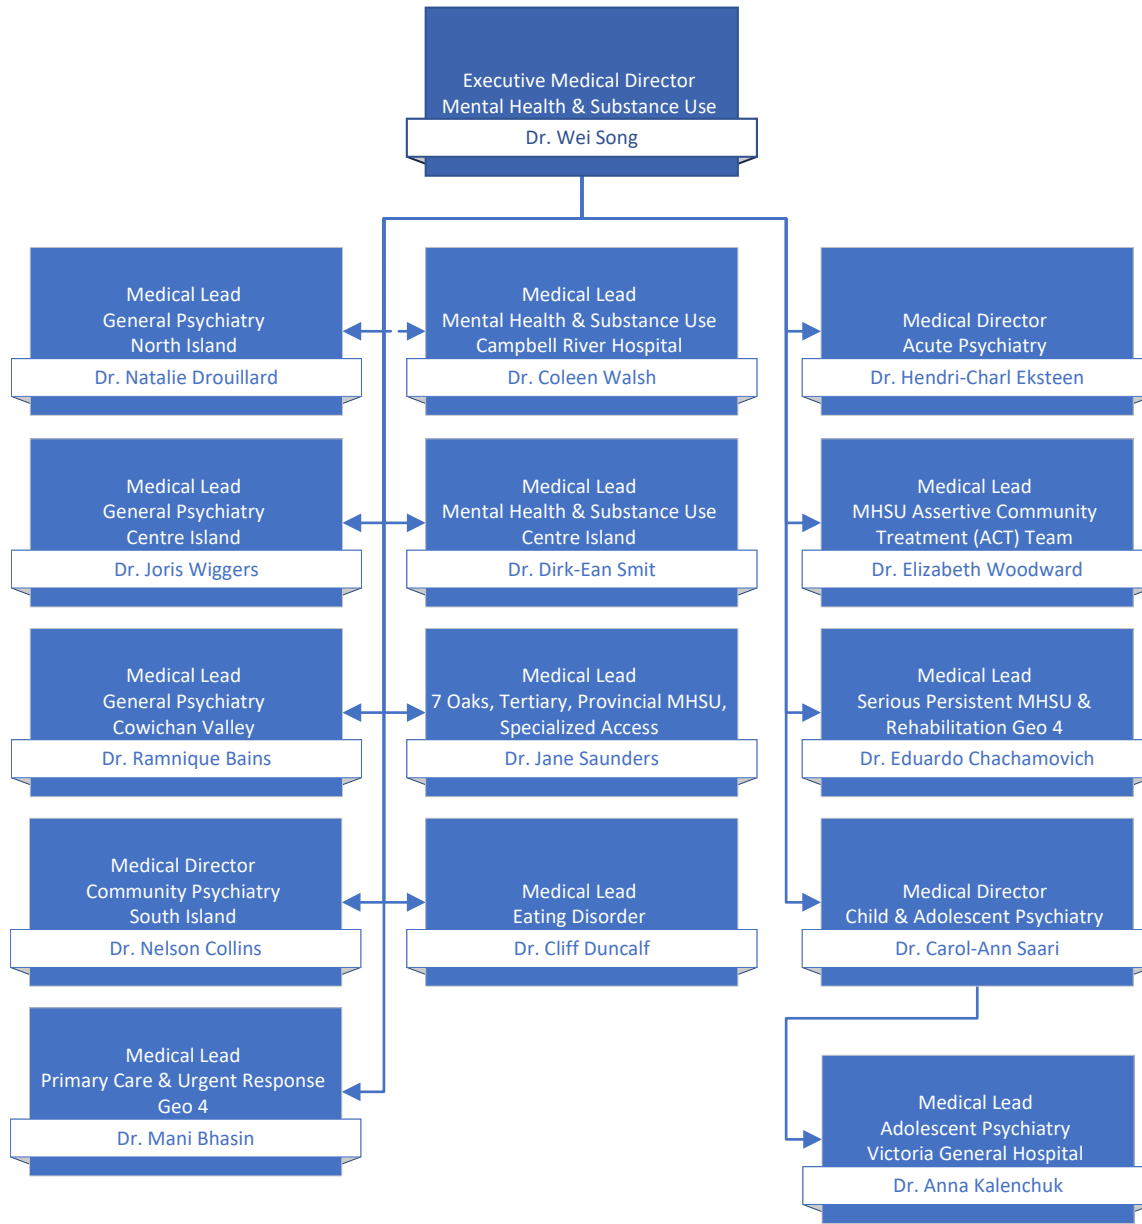 Executive Medical Director
Mental Health & Substance Use
Dr. Wei Song
Medical Lead
General Psychiatry
North Island
Dr. Natalie Drouillard
Medical Lead
Mental Health & Substance Use
Campbell River Hospital
Dr. Coleen Walsh
Medical Director
Acute Psychiatry
Dr. Hendri-Charl Eksteen
Medical Lead
General Psychiatry
Centre Island
Dr. Joris Wiggers
Medical Lead
Mental Health & Substance Use
Centre Island
Dr. Dirk-Ean Smit
Medical Lead
MHSU Assertive Community
Treatment (ACT) Team
Dr. Elizabeth Woodward
Medical Lead
General Psychiatry
Cowichan Valley
Dr. Ramnique Bains
Medical Lead
7 Oaks, Tertiary, Provincial MHSU,
Specialized Access
Dr. Jane Saunders
Medical Lead
Serious Persistent MHSU &
Rehabilitation Geo 4
Dr. Eduardo Chachamovich
Medical Director
Community Psychiatry
South Island
Dr. Nelson Collins
Medical Lead
Eating Disorder
Dr. Cliff Duncalf
Medical Director
Child & Adolescent Psychiatry
Dr. Carol-Ann Saari
Medical Lead
Primary Care & Urgent Response
Geo 4
Dr. Mani Bhasin
Medical Lead
Adolescent Psychiatry
Victoria General Hospital
Dr. Anna Kalenchuk